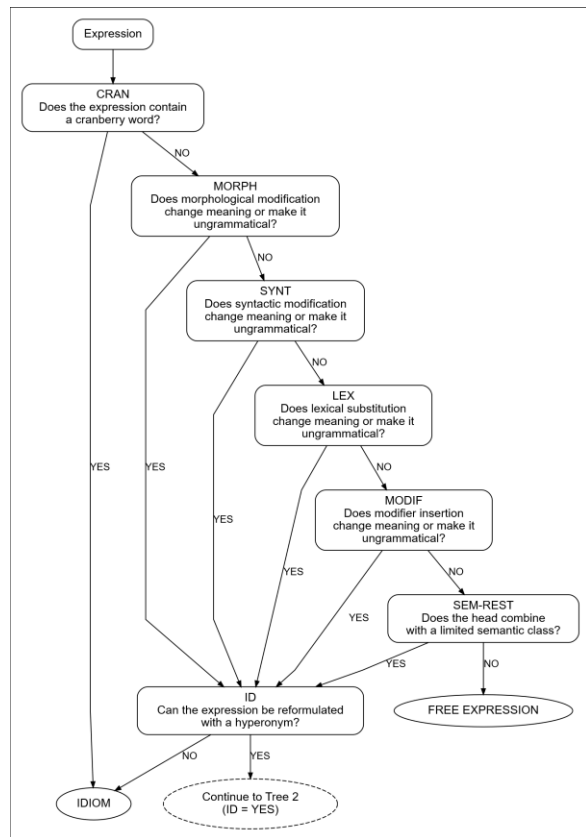 Expression
CRAN
Does the expression contain
a cranberry word?
NO
MORPH
Does morphological modification
change meaning or make it
ungrammatical?
NO
SYNT
Does syntactic modification
change meaning or make it
ungrammatical?
NO
LEX
Does lexical substitution
change meaning or make it
ungrammatical?
YES
YES
YES
NO
MODIF
Does modifier insertion
change meaning or make it
ungrammatical?
YES
NO
YES
SEM-REST
Does the head combine
with a limited semantic class?
YES
NO
ID
Can the expression be reformulated
with a hyperonym?
FREE EXPRESSION
NO
YES
IDIOM
Continue to Tree 2
(ID = YES)